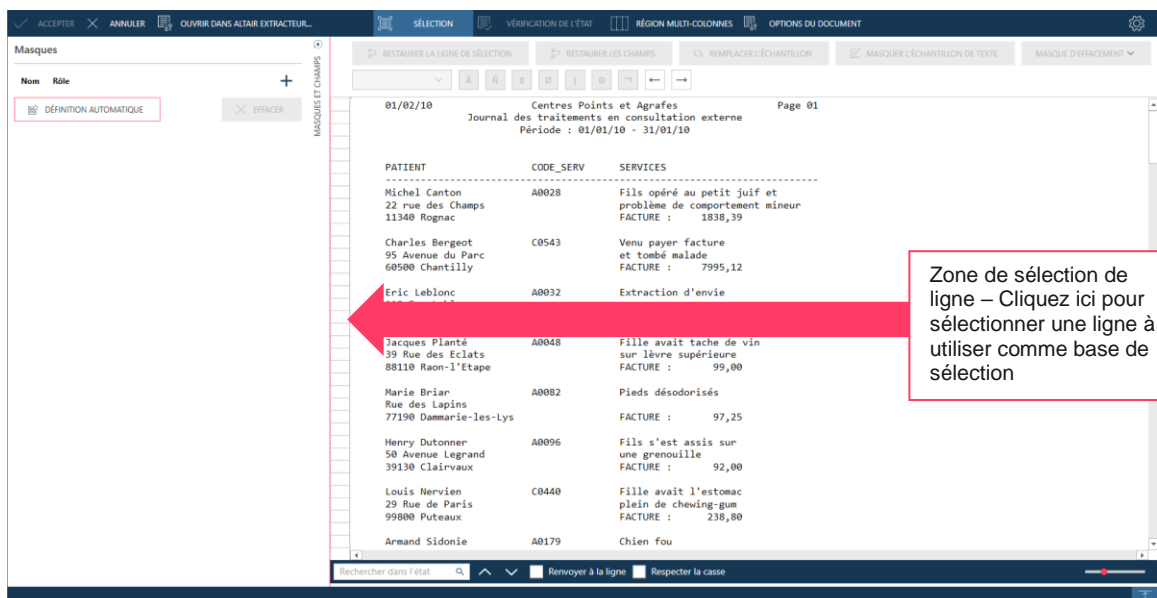 ACCEPTER ANNULER OUVRIR DANS ALTAIR EXTRACTEUR... SÉLECTION VÉRIFICATION DE L'ÉTAT RÉGION MULTI-COLONNES OPTIONS DU DOCUMENT
Masques
Nom Rôle +
DÉFINITION AUTOMATIQUE EFFACER
MASQUES ET CHAMPS
RESTAURER LA LIGNE DE SÉLECTION RESTAURER LES CHAMPS REMPLACER L'ÉCHANTILLON MASQUER L'ÉCHANTILLON DE TEXTE MASQUE D'EFFACEMENT
Ä Ñ ß Ø | ← →
01/02/10 Centres Points et Agrafes Page 01
Journal des traitements en consultation externe
Période : 01/01/10 - 31/01/10
PATIENT CODE_SERV SERVICES
Michel Canton A0028 Fils opéré au petit juif et
22 rue des Champs problème de comportement mineur
11340 Rognac FACTURE : 1838,39
Charles Bergeot C0543 Venu payer facture
95 Avenue du Parc et tombé malade
60500 Chantilly FACTURE : 7995,12
Eric Leblonc A0032 Extraction d'envie
Jacques Planté A0048 Fille avait tache de vin
39 Rue des Eclats sur lèvre supérieure
88110 Raon-l'Etape FACTURE : 99,00
Marie Briar A0082 Pieds désodorisés
Rue des Lapins
77190 Dammarie-les-Lys FACTURE : 97,25
Henry Dutonner A0096 Fils s'est assis sur
50 Avenue Legrand une grenouille
39130 Clairvaux FACTURE : 92,00
Louis Nervien C0440 Fille avait l'estomac
29 Rue de Paris plein de chewing-gum
99800 Puteaux FACTURE : 238,80
Armand Sidonie A0179 Chien fou
Zone de sélection de
ligne – Cliquez ici pour
sélectionner une ligne à
utiliser comme base de
sélection
Rechercher dans l'état Renvoyer à la ligne Respecter la casse